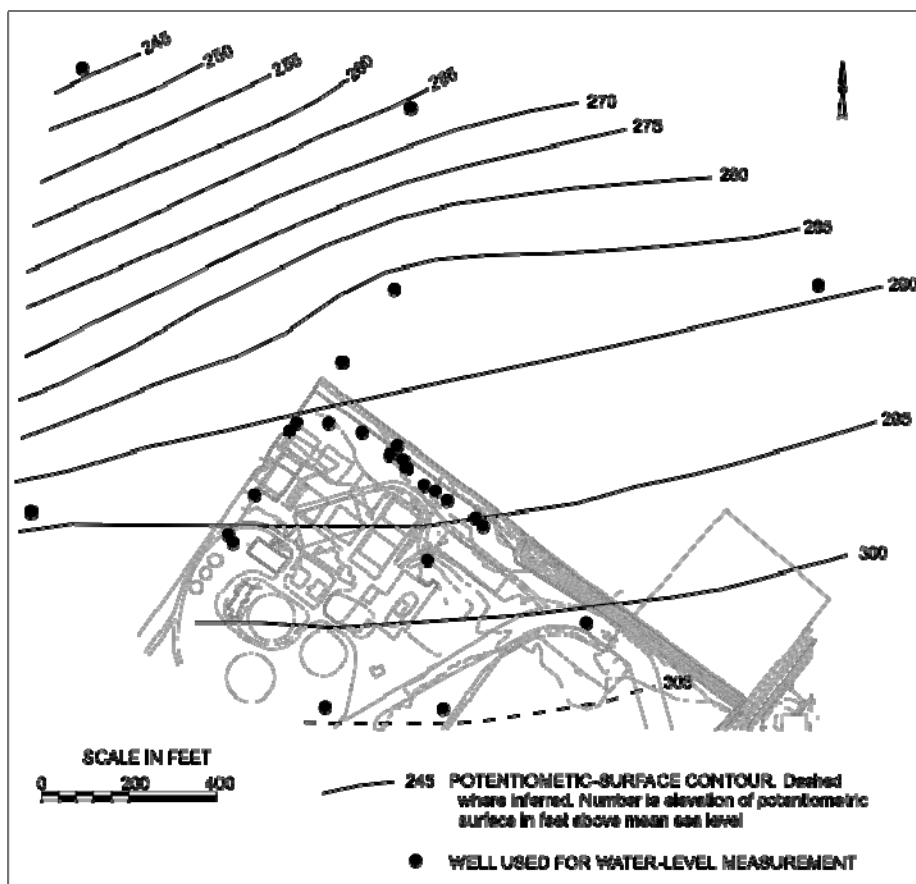 245
250
255
260
265
270
275
280
285
290
295
300
305
SCALE IN FEET
0 200 400
245 POTENTIOMETIC-SURFACE CONTOUR. Dashed
where inferred. Number is elevation of potentiometric
surface in feet above mean sea level
WELL USED FOR WATER-LEVEL MEASUREMENT